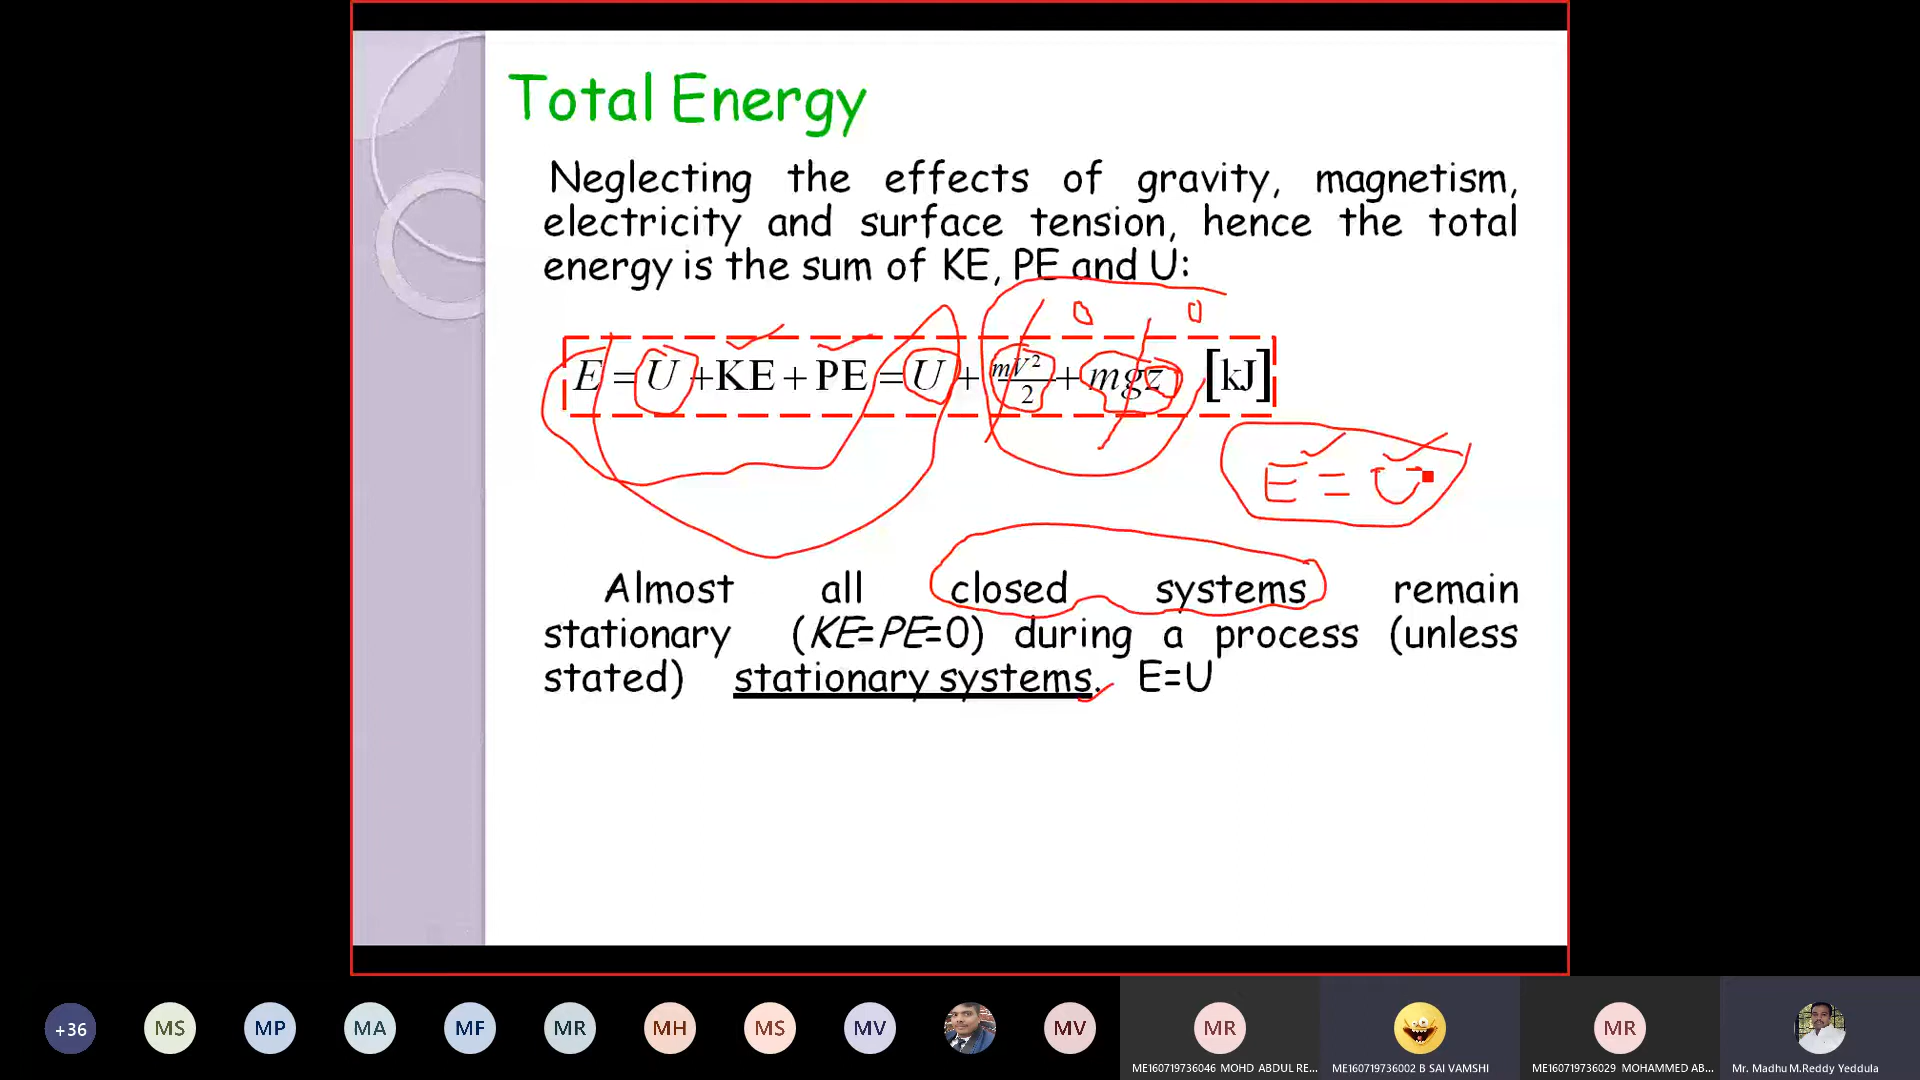 Total Energy
Neglecting the effects of gravity, magnetism,
electricity and surface tension, hence the total
energy is the sum of KE, PE and U:
0 0
E = U + KE + PE = U + mV²/2 + mgz [kJ]
E = U
Almost all closed systems remain
stationary (KE=PE=0) during a process (unless
stated) stationary systems. E=U
+36 MS MP MA MF MR MH MS MV MV MR MR
ME160719736046 MOHD ABDUL RE... ME160719736002 B SAI VAMSHI ME160719736029 MOHAMMED AB... Mr. Madhu M.Reddy Yeddula